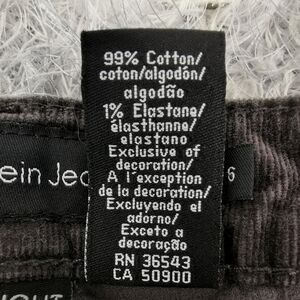 99% Cotton/
coton/algodón/
algodão
1% Elastane/
élasthanne/
elastano
Exclusive of
decoration/
A l'exception
de la decoration/
Excluyendo el
adorno/
Exceto a
decoração
RN 36543
CA 50900
ein Jea
6